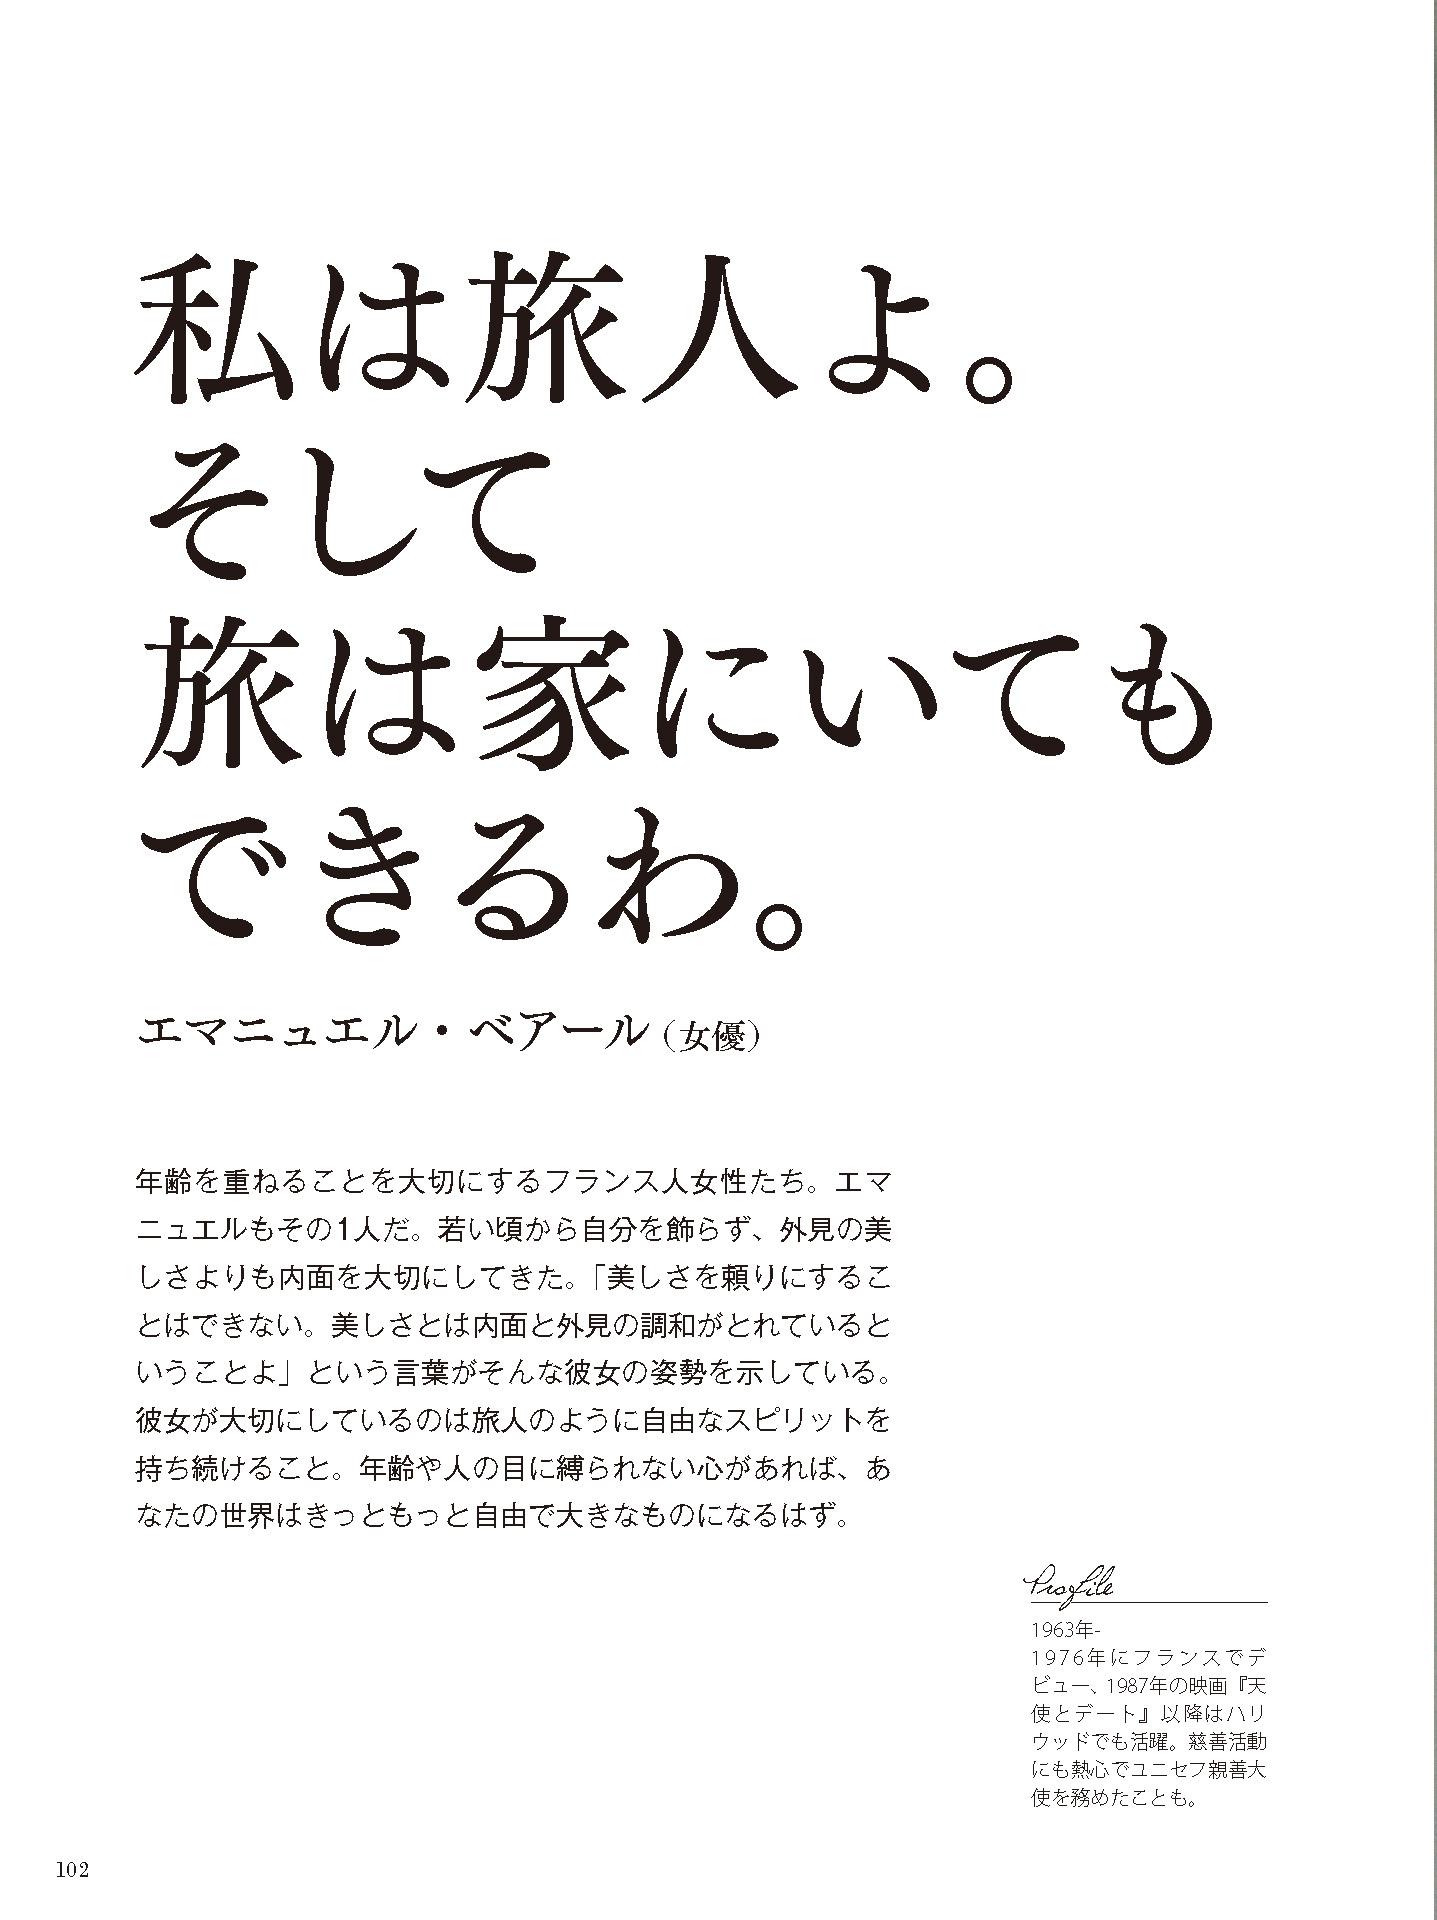 私は旅人よ。
そして
旅は家にいても
できるわ。
エマニュエル・ベアール（女優）
年齢を重ねることを大切にするフランス人女性たち。エマ
ニュエルもその1人だ。若い頃から自分を飾らず、外見の美
しさよりも内面を大切にしてきた。「美しさを頼りにするこ
とはできない。美しさとは内面と外見の調和がとれていると
いうことよ」という言葉がそんな彼女の姿勢を示している。
彼女が大切にしているのは旅人のように自由なスピリットを
持ち続けること。年齢や人の目に縛られない心があれば、あ
なたの世界はきっともっと自由で大きなものになるはず。
Profile
1963年-
1976年にフランスでデ
ビュー、1987年の映画『天
使とデート』以降はハリ
ウッドでも活躍。慈善活動
にも熱心でユニセフ親善大
使を務めたことも。
102